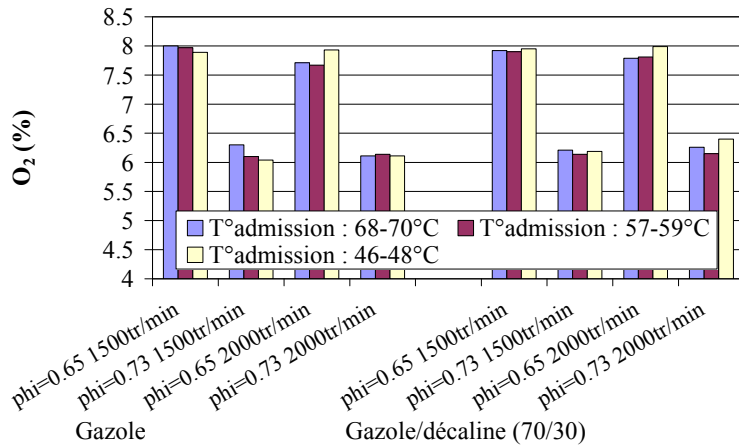 8.5
8
7.5
7
6.5
6
5.5
5
4.5
4
O₂ (%)
T°admission : 68-70°C T°admission : 57-59°C
T°admission : 46-48°C
phi=0.65 1500tr/min
phi=0.73 1500tr/min
phi=0.65 2000tr/min
phi=0.73 2000tr/min
phi=0.65 1500tr/min
phi=0.73 1500tr/min
phi=0.65 2000tr/min
phi=0.73 2000tr/min
Gazole Gazole/décaline (70/30)